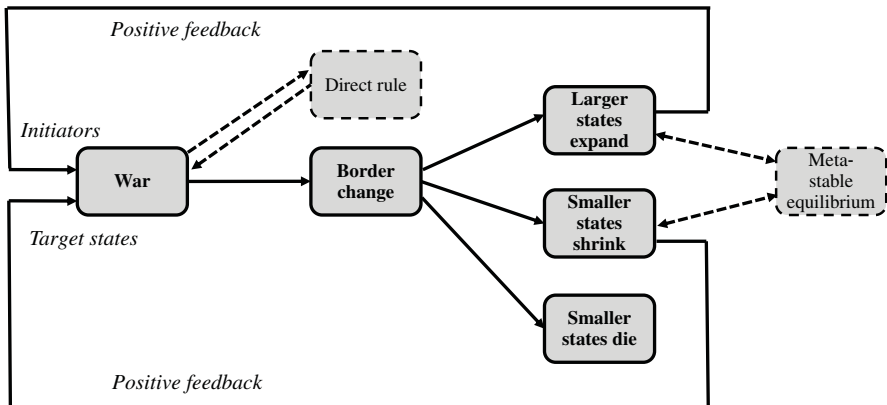 Positive feedback
Direct rule
Larger
states
expand
Initiators
War
Border
change
Meta-
stable
equilibrium
Smaller
states
shrink
Target states
Smaller
states die
Positive feedback